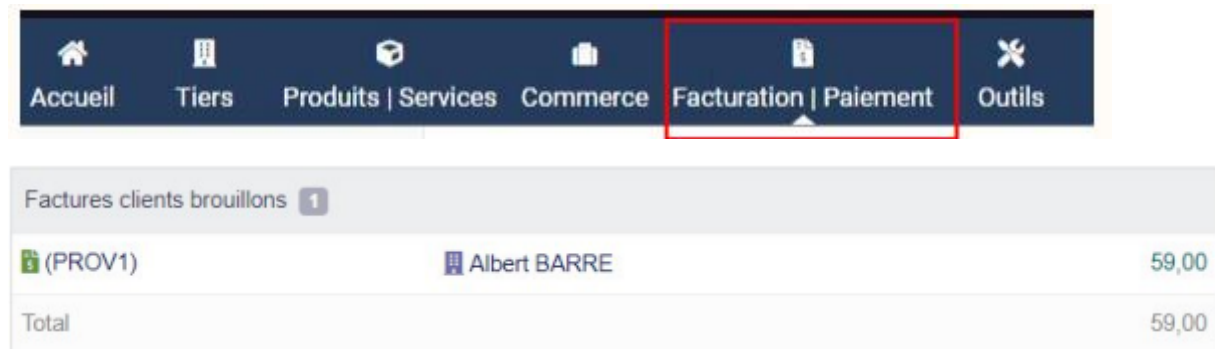 Accueil Tiers Produits | Services Commerce Facturation | Paiement Outils
Factures clients brouillons 1
(PROV1) Albert BARRE 59,00
Total 59,00